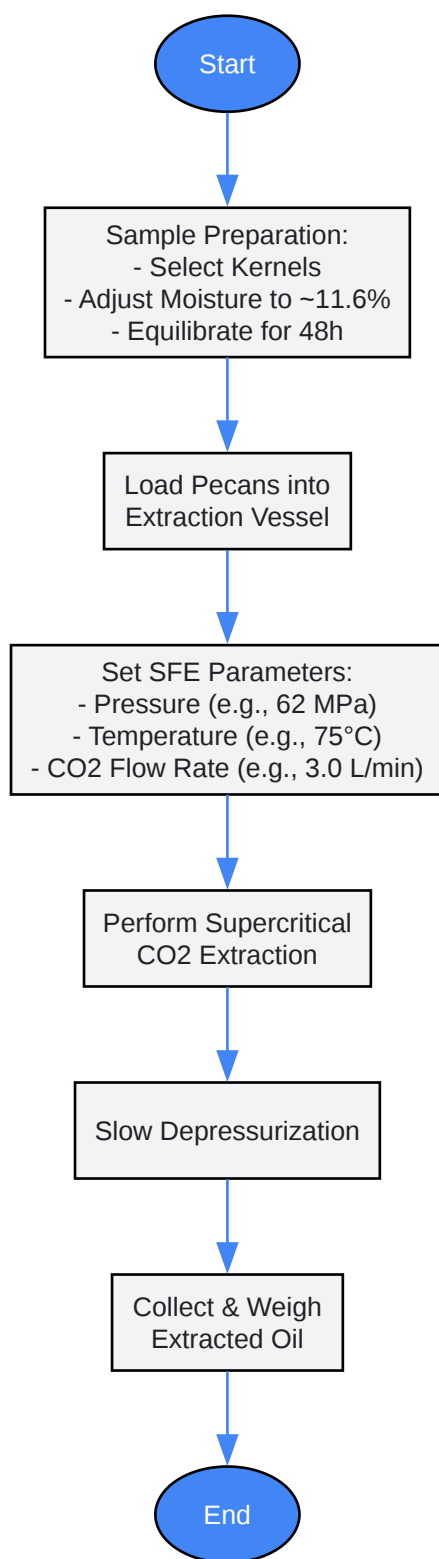 Start
Sample Preparation:
- Select Kernels
- Adjust Moisture to ~11.6%
- Equilibrate for 48h
Load Pecans into
Extraction Vessel
Set SFE Parameters:
- Pressure (e.g., 62 MPa)
- Temperature (e.g., 75°C)
- CO2 Flow Rate (e.g., 3.0 L/min)
Perform Supercritical
CO2 Extraction
Slow Depressurization
Collect & Weigh
Extracted Oil
End